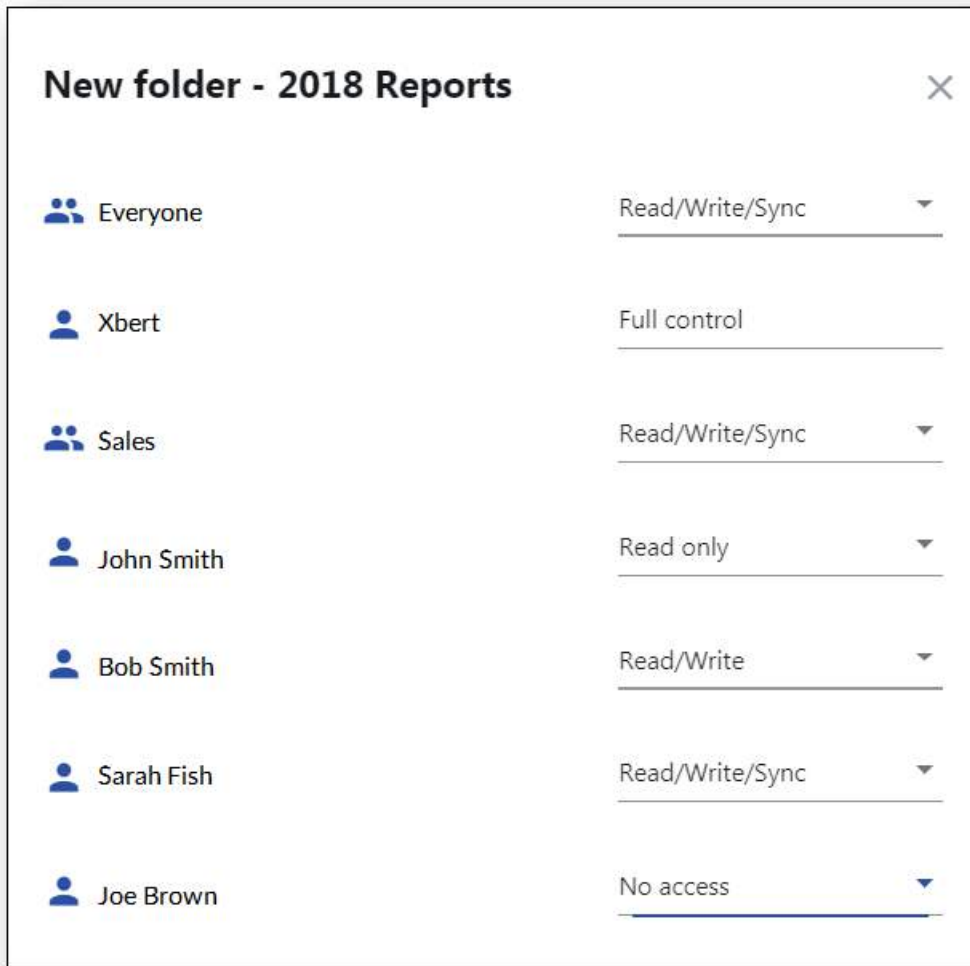 New folder - 2018 Reports
Everyone Read/Write/Sync
Xbert Full control
Sales Read/Write/Sync
John Smith Read only
Bob Smith Read/Write
Sarah Fish Read/Write/Sync
Joe Brown No access